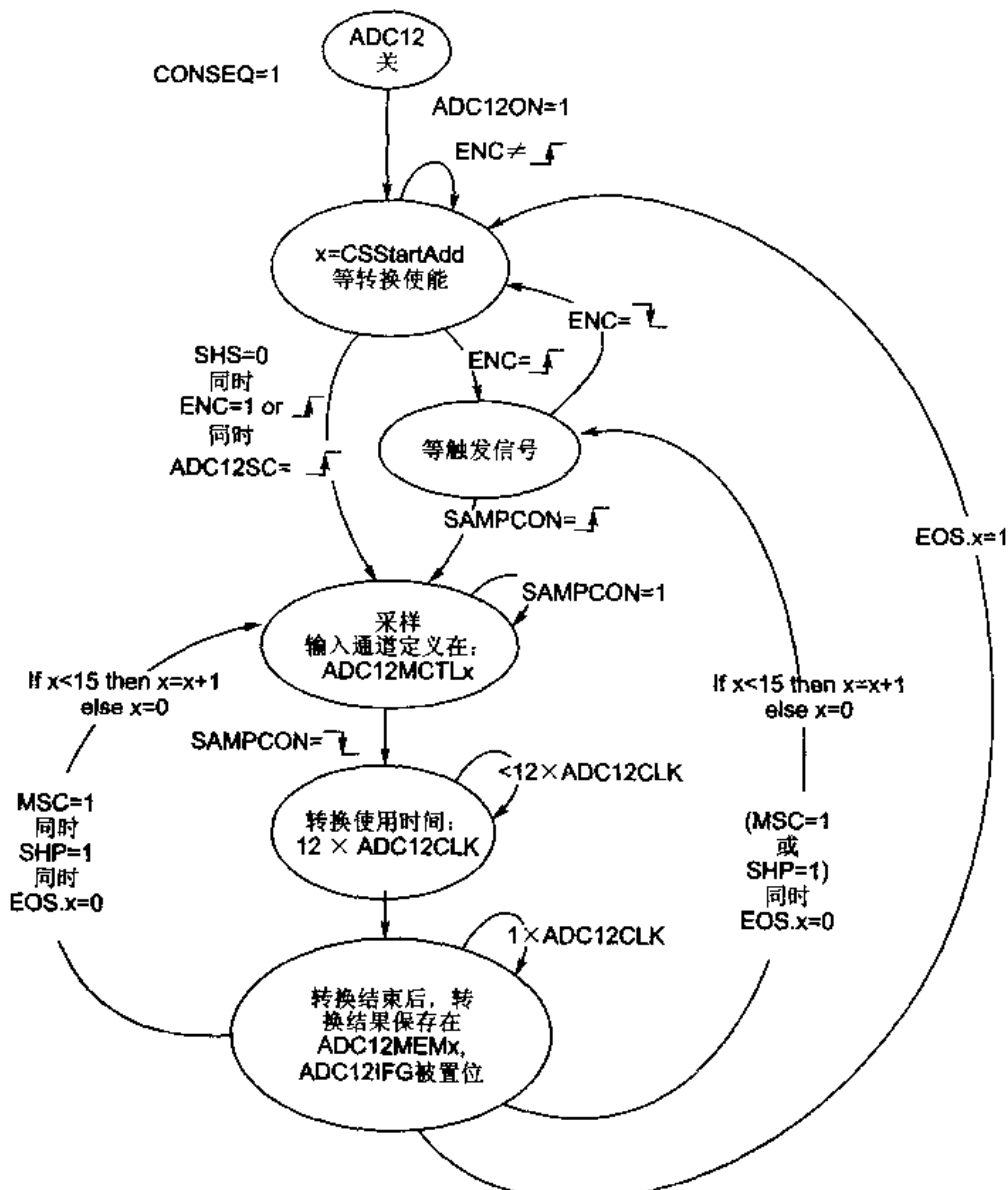 ADC12
关
CONSEQ=1
ADC12ON=1
ENC≠
x=CSStartAdd
等转换使能
ENC=
SHS=0
同时
ENC=1 or
同时
ADC12SC=
ENC=
等触发信号
SAMPCON=
EOS.x=1
SAMPCON=1
采样
输入通道定义在：
ADC12MCTLx
If x<15 then x=x+1
else x=0
If x<15 then x=x+1
else x=0
SAMPCON=
<12×ADC12CLK
转换使用时间：
12 × ADC12CLK
MSC=1
同时
SHP=1
同时
EOS.x=0
(MSC=1
或
SHP=1)
同时
EOS.x=0
1×ADC12CLK
转换结束后，转
换结果保存在
ADC12MEMx,
ADC12IFG被置位